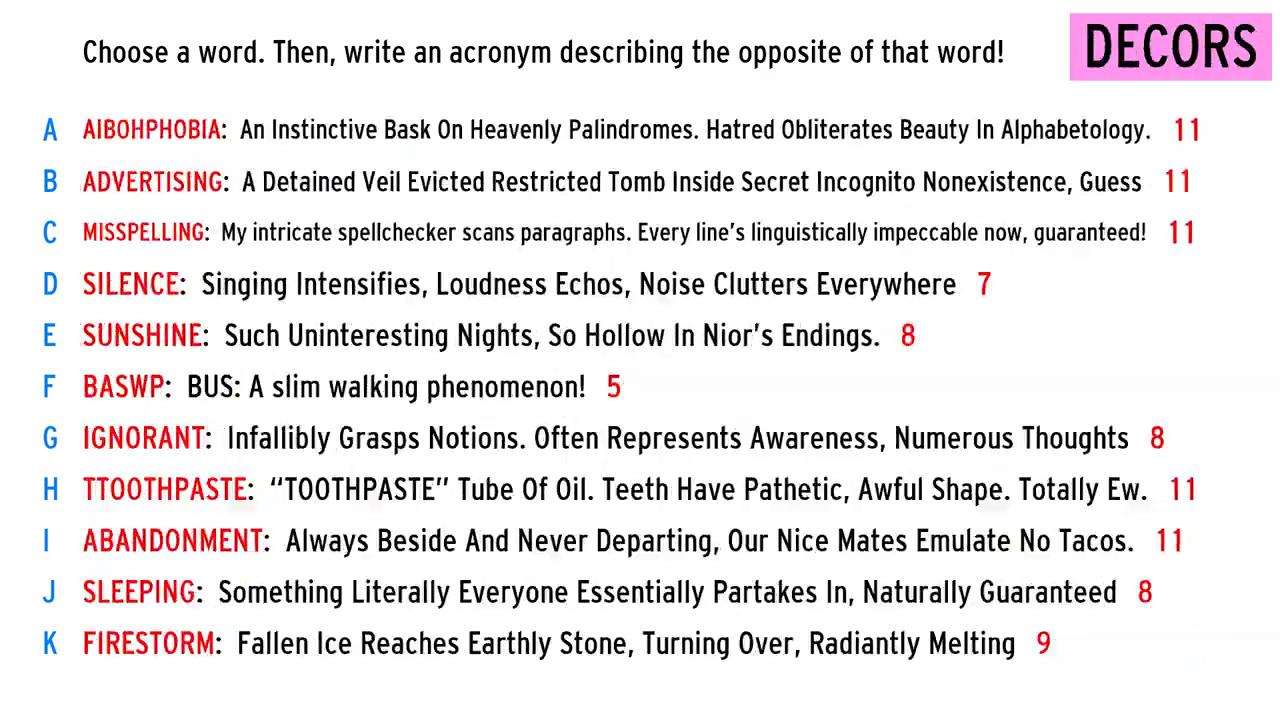 Choose a word. Then, write an acronym describing the opposite of that word!
DECORS
A AIBOHPHOBIA: An Instinctive Bask On Heavenly Palindromes. Hatred Obliterates Beauty In Alphabetology. 11
B ADVERTISING: A Detained Veil Evicted Restricted Tomb Inside Secret Incognito Nonexistence, Guess 11
C MISSPELLING: My intricate spellchecker scans paragraphs. Every line's linguistically impeccable now, guaranteed! 11
D SILENCE: Singing Intensifies, Loudness Echos, Noise Clutters Everywhere 7
E SUNSHINE: Such Uninteresting Nights, So Hollow In Nior's Endings. 8
F BASWP: BUS: A slim walking phenomenon! 5
G IGNORANT: Infallibly Grasps Notions. Often Represents Awareness, Numerous Thoughts 8
H TTOOTHPASTE: "TOOTHPASTE" Tube Of Oil. Teeth Have Pathetic, Awful Shape. Totally Ew. 11
I ABANDONMENT: Always Beside And Never Departing, Our Nice Mates Emulate No Tacos. 11
J SLEEPING: Something Literally Everyone Essentially Partakes In, Naturally Guaranteed 8
K FIRESTORM: Fallen Ice Reaches Earthly Stone, Turning Over, Radiantly Melting 9